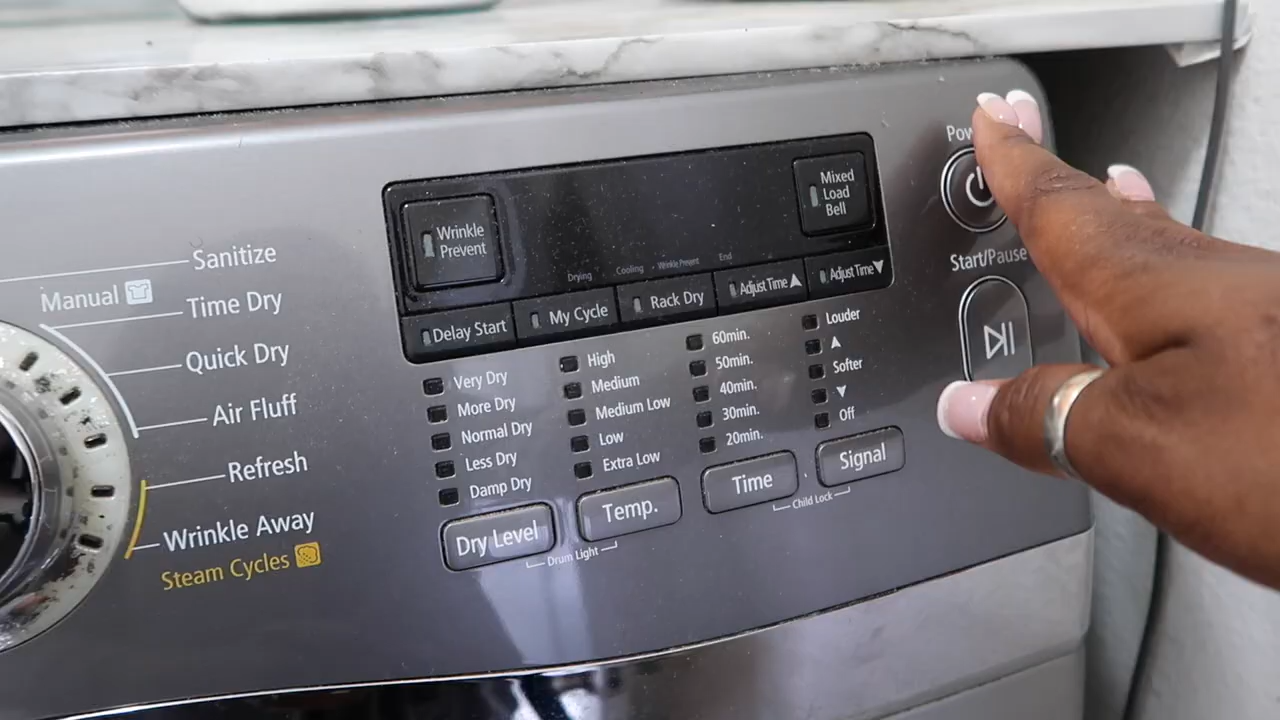 Sanitize
Manual
Time Dry
Quick Dry
Air Fluff
Refresh
Wrinkle Away
Steam Cycles
Wrinkle
Prevent
Mixed
Load
Bell
Drying
Cooling
Wrinkle Prevent
End
Delay Start
My Cycle
Rack Dry
Adjust Time▲
Adjust Time▼
Very Dry
More Dry
Normal Dry
Less Dry
Damp Dry
Dry Level
High
Medium
Medium Low
Low
Extra Low
Temp.
Drum Light
60min.
50min.
40min.
30min.
20min.
Time
Louder
▲
Softer
▼
Off
Signal
Child Lock
Start/Pause